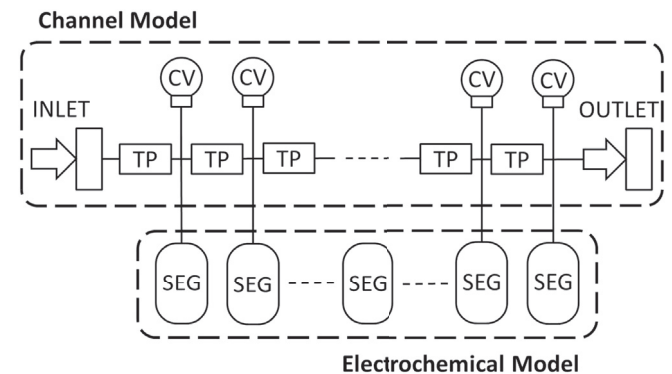 Channel Model
CV CV CV CV
INLET OUTLET
TP TP TP TP TP
SEG SEG SEG SEG SEG
Electrochemical Model